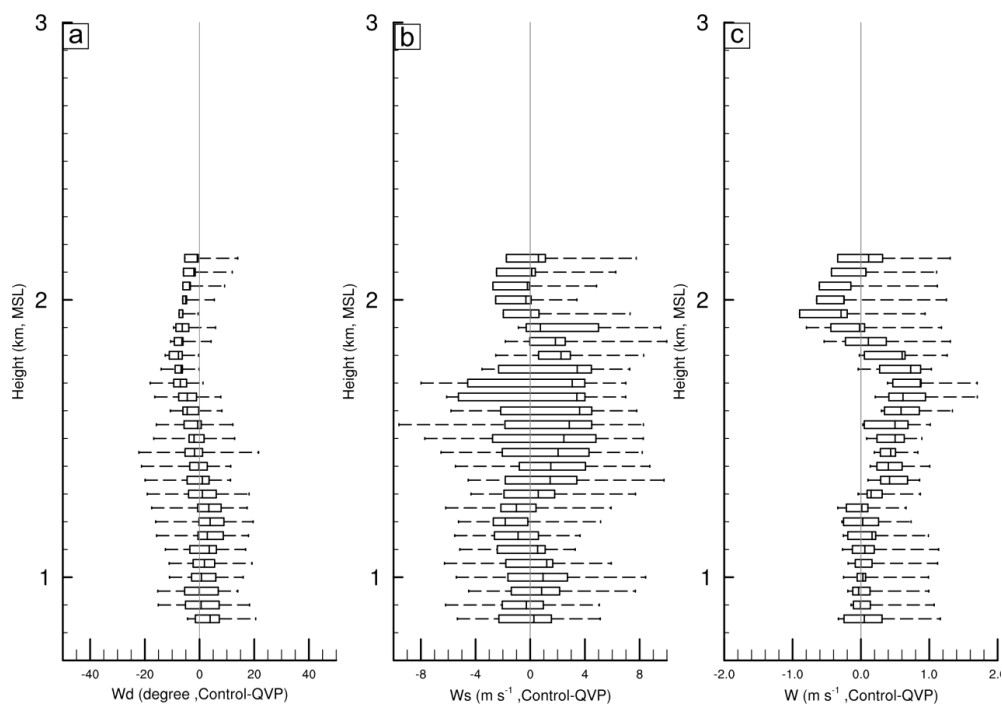 a
3
2
1
Height (km, MSL)
-40 -20 0 20 40
Wd (degree ,Control-QVP)
b
3
2
1
Height (km, MSL)
-8 -4 0 4 8
Ws (m s⁻¹ ,Control-QVP)
c
3
2
1
Height (km, MSL)
-2.0 -1.0 0.0 1.0 2.0
W (m s⁻¹ ,Control-QVP)